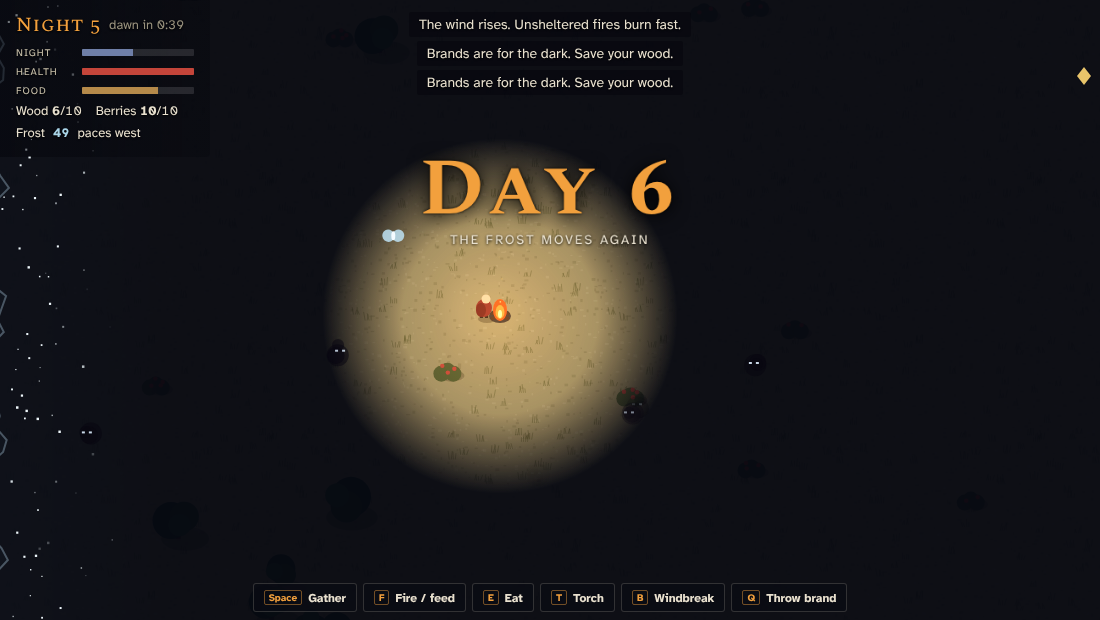 Night 5 dawn in 0:39
NIGHT
HEALTH
FOOD
Wood 6/10 Berries 10/10
Frost 49 paces west
The wind rises. Unsheltered fires burn fast.
Brands are for the dark. Save your wood.
Brands are for the dark. Save your wood.
Day 6
THE FROST MOVES AGAIN
Space Gather F Fire / feed E Eat T Torch B Windbreak Q Throw brand